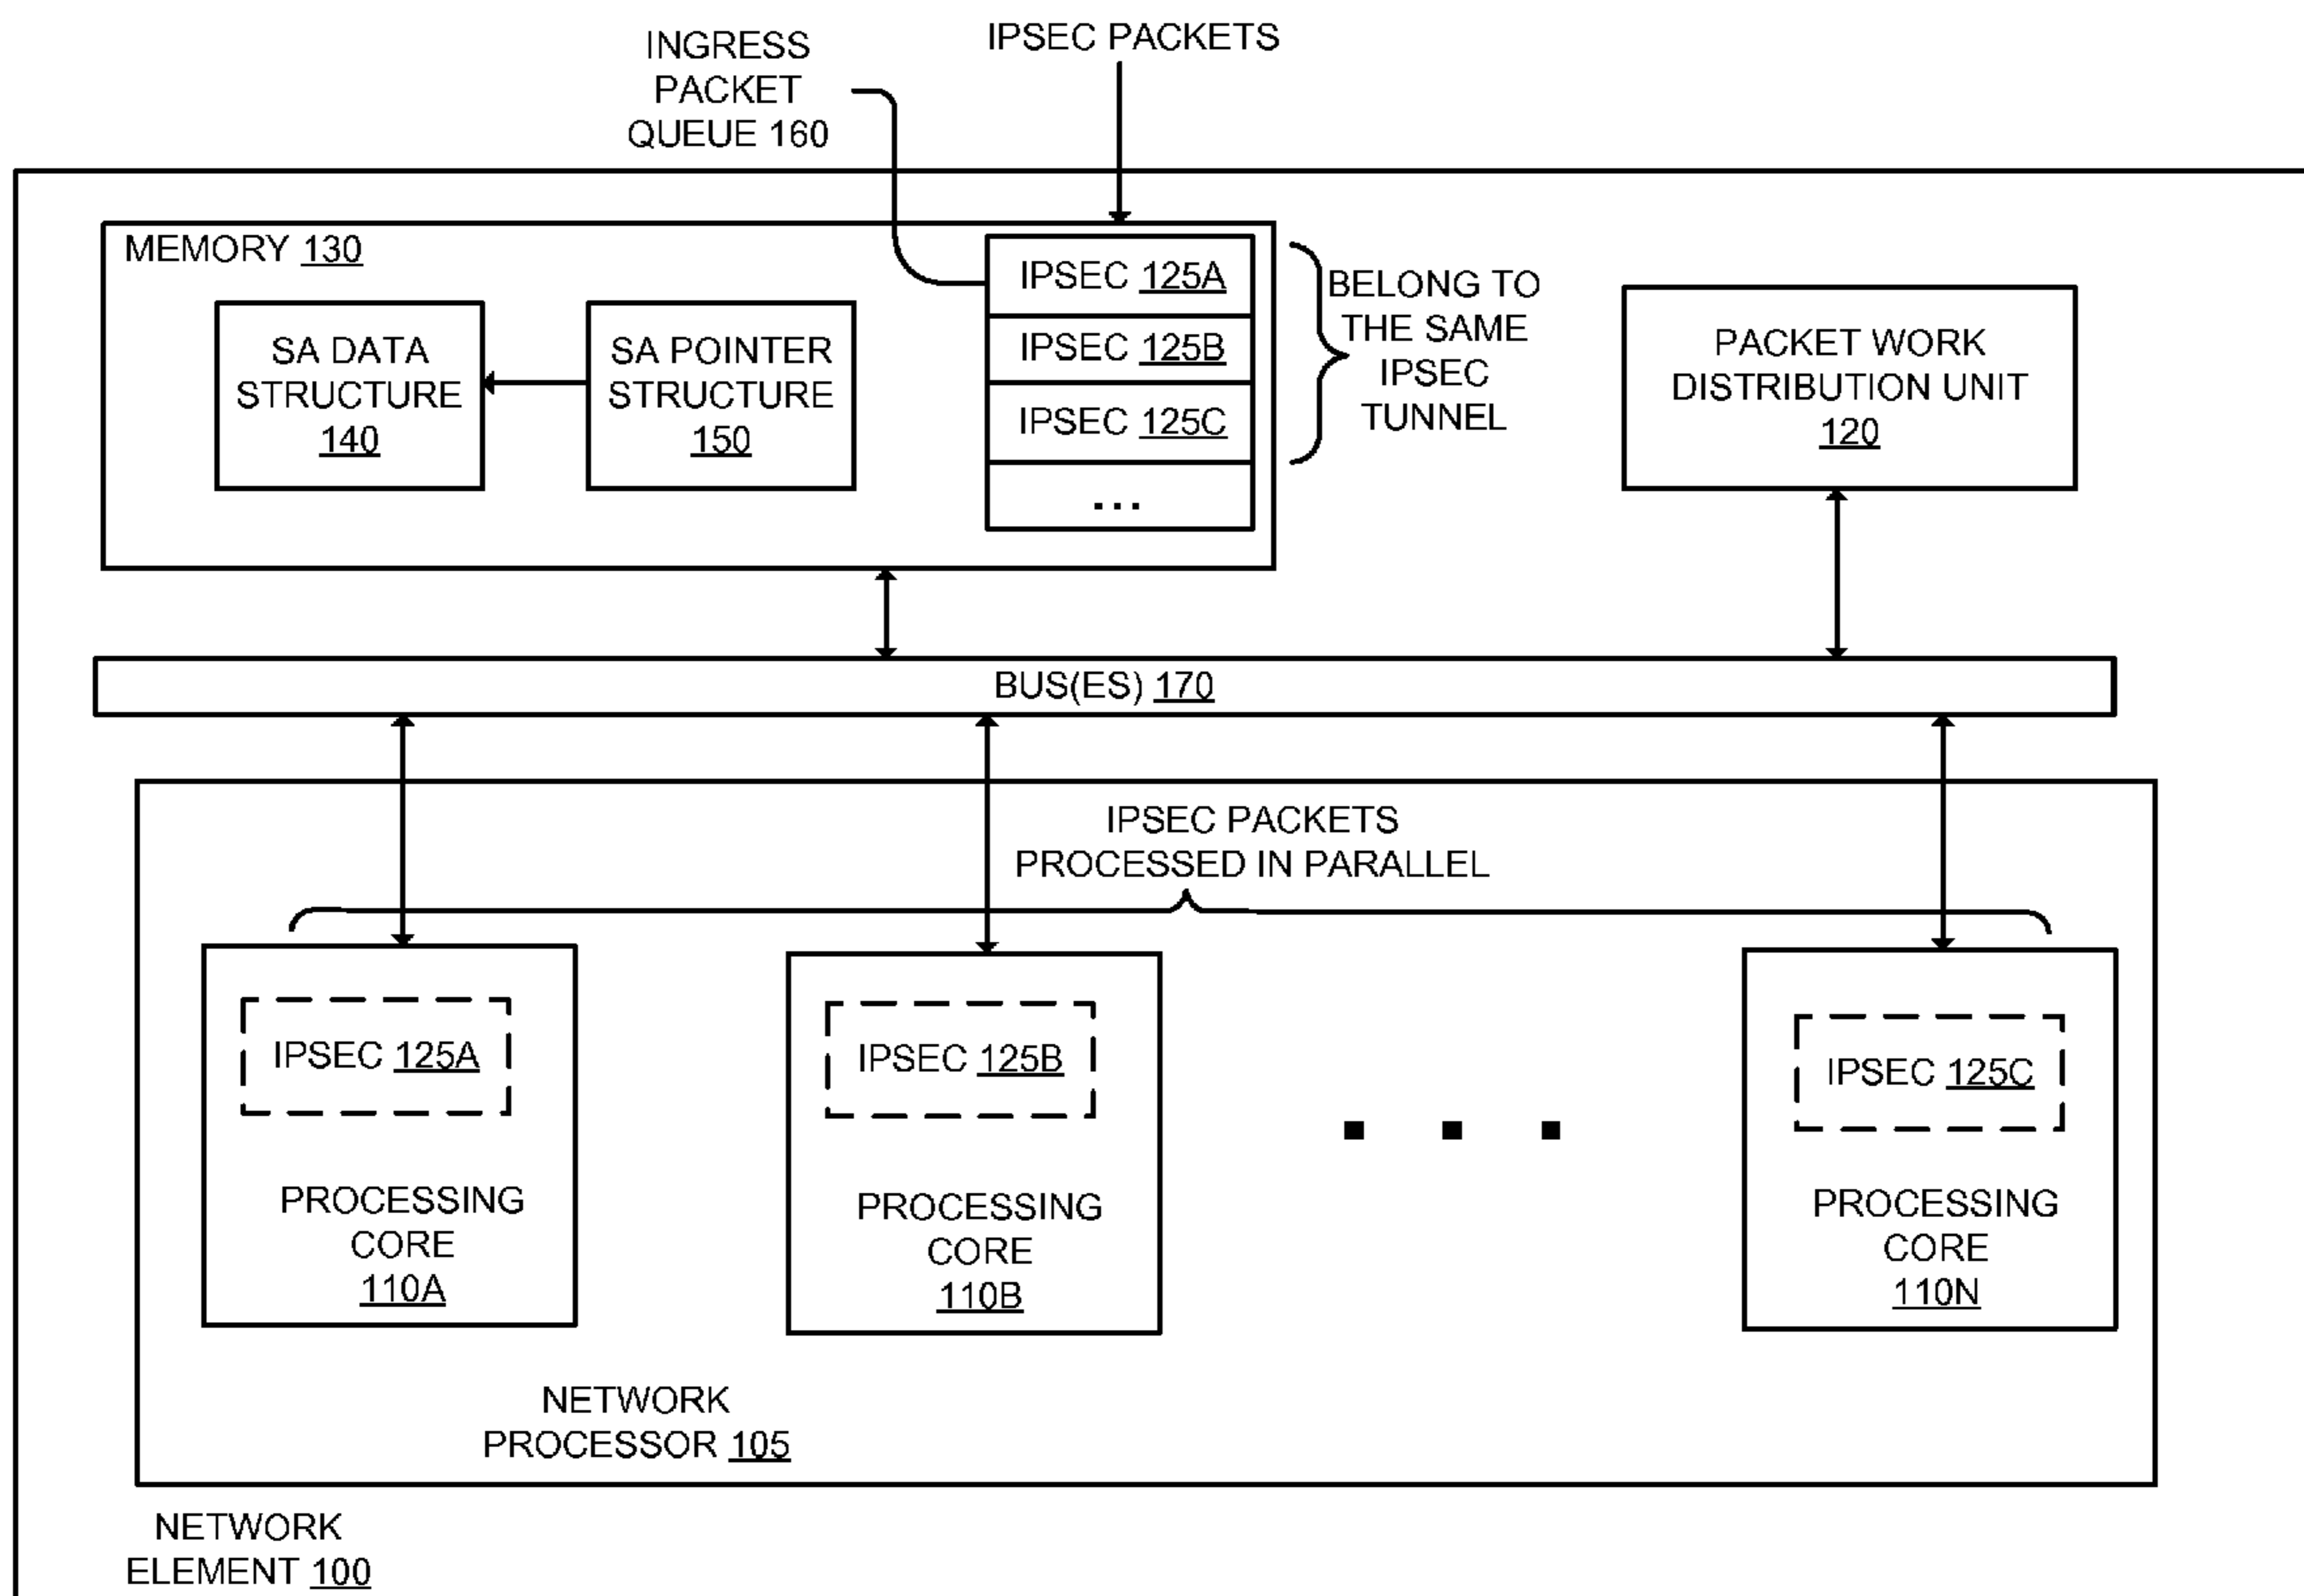 INGRESS
PACKET
QUEUE 160
IPSEC PACKETS
MEMORY 130
SA DATA
STRUCTURE
140
SA POINTER
STRUCTURE
150
IPSEC 125A
IPSEC 125B
IPSEC 125C
...
BELONG TO
THE SAME
IPSEC
TUNNEL
PACKET WORK
DISTRIBUTION UNIT
120
BUS(ES) 170
IPSEC PACKETS
PROCESSED IN PARALLEL
IPSEC 125A
PROCESSING
CORE
110A
IPSEC 125B
PROCESSING
CORE
110B
. . .
IPSEC 125C
PROCESSING
CORE
110N
NETWORK
PROCESSOR 105
NETWORK
ELEMENT 100